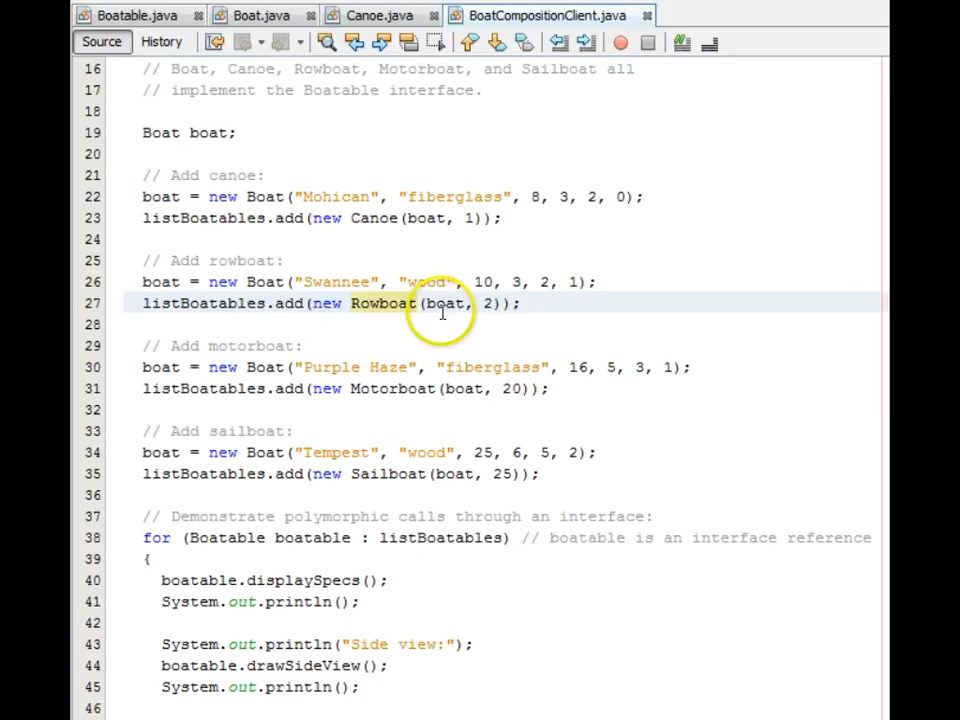 Boatable.java Boat.java Canoe.java BoatCompositionClient.java
Source History
16 // Boat, Canoe, Rowboat, Motorboat, and Sailboat all
17 // implement the Boatable interface.
18
19 Boat boat;
20
21 // Add canoe:
22 boat = new Boat("Mohican", "fiberglass", 8, 3, 2, 0);
23 listBoatables.add(new Canoe(boat, 1));
24
25 // Add rowboat:
26 boat = new Boat("Swannee", "wood", 10, 3, 2, 1);
27 listBoatables.add(new Rowboat(boat, 2));
28
29 // Add motorboat:
30 boat = new Boat("Purple Haze", "fiberglass", 16, 5, 3, 1);
31 listBoatables.add(new Motorboat(boat, 20));
32
33 // Add sailboat:
34 boat = new Boat("Tempest", "wood", 25, 6, 5, 2);
35 listBoatables.add(new Sailboat(boat, 25));
36
37 // Demonstrate polymorphic calls through an interface:
38 for (Boatable boatable : listBoatables) // boatable is an interface reference
39 {
40 boatable.displaySpecs();
41 System.out.println();
42
43 System.out.println("Side view:");
44 boatable.drawSideView();
45 System.out.println();
46